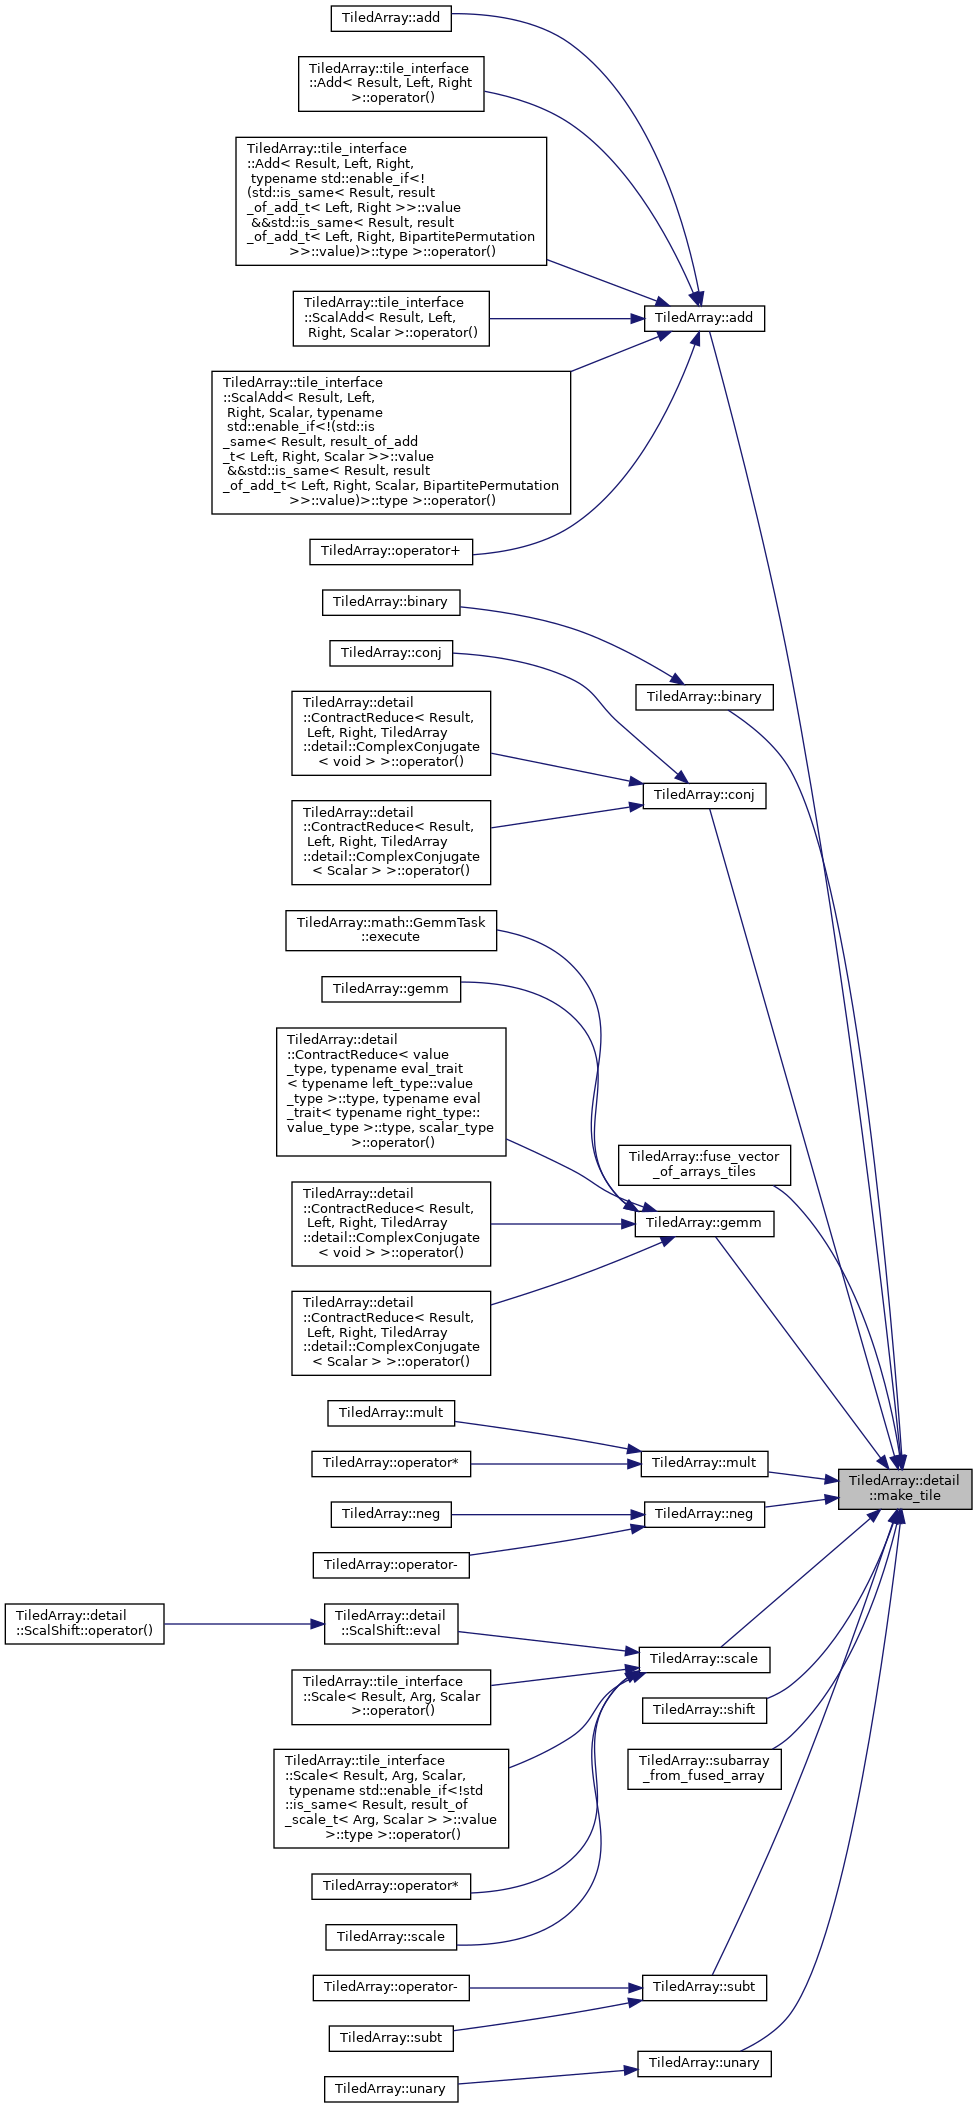 TiledArray::add
TiledArray::tile_interface
::Add< Result, Left, Right
>::operator()
TiledArray::tile_interface
::Add< Result, Left, Right,
typename std::enable_if<!
(std::is_same< Result, result
_of_add_t< Left, Right >>::value
&&std::is_same< Result, result
_of_add_t< Left, Right, BipartitePermutation
>>::value)>::type >::operator()
TiledArray::tile_interface
::ScalAdd< Result, Left,
Right, Scalar >::operator()
TiledArray::add
TiledArray::tile_interface
::ScalAdd< Result, Left,
Right, Scalar, typename
std::enable_if<!(std::is
_same< Result, result_of_add
_t< Left, Right, Scalar >>::value
&&std::is_same< Result, result
_of_add_t< Left, Right, Scalar, BipartitePermutation
>>::value)>::type >::operator()
TiledArray::operator+
TiledArray::binary
TiledArray::conj
TiledArray::binary
TiledArray::detail
::ContractReduce< Result,
Left, Right, TiledArray
::detail::ComplexConjugate
< void > >::operator()
TiledArray::conj
TiledArray::detail
::ContractReduce< Result,
Left, Right, TiledArray
::detail::ComplexConjugate
< Scalar > >::operator()
TiledArray::math::GemmTask
::execute
TiledArray::gemm
TiledArray::detail
::ContractReduce< value
_type, typename eval_trait
< typename left_type::value
_type >::type, typename eval
_trait< typename right_type::
value_type >::type, scalar_type
>::operator()
TiledArray::fuse_vector
_of_arrays_tiles
TiledArray::detail
::ContractReduce< Result,
Left, Right, TiledArray
::detail::ComplexConjugate
< void > >::operator()
TiledArray::gemm
TiledArray::detail
::ContractReduce< Result,
Left, Right, TiledArray
::detail::ComplexConjugate
< Scalar > >::operator()
TiledArray::mult
TiledArray::operator*
TiledArray::mult
TiledArray::detail
::make_tile
TiledArray::neg
TiledArray::neg
TiledArray::operator-
TiledArray::detail
::ScalShift::operator()
TiledArray::detail
::ScalShift::eval
TiledArray::scale
TiledArray::tile_interface
::Scale< Result, Arg, Scalar
>::operator()
TiledArray::shift
TiledArray::tile_interface
::Scale< Result, Arg, Scalar,
typename std::enable_if<!std
::is_same< Result, result_of
_scale_t< Arg, Scalar > >::value
>::type >::operator()
TiledArray::subarray
_from_fused_array
TiledArray::operator*
TiledArray::scale
TiledArray::operator-
TiledArray::subt
TiledArray::subt
TiledArray::unary
TiledArray::unary